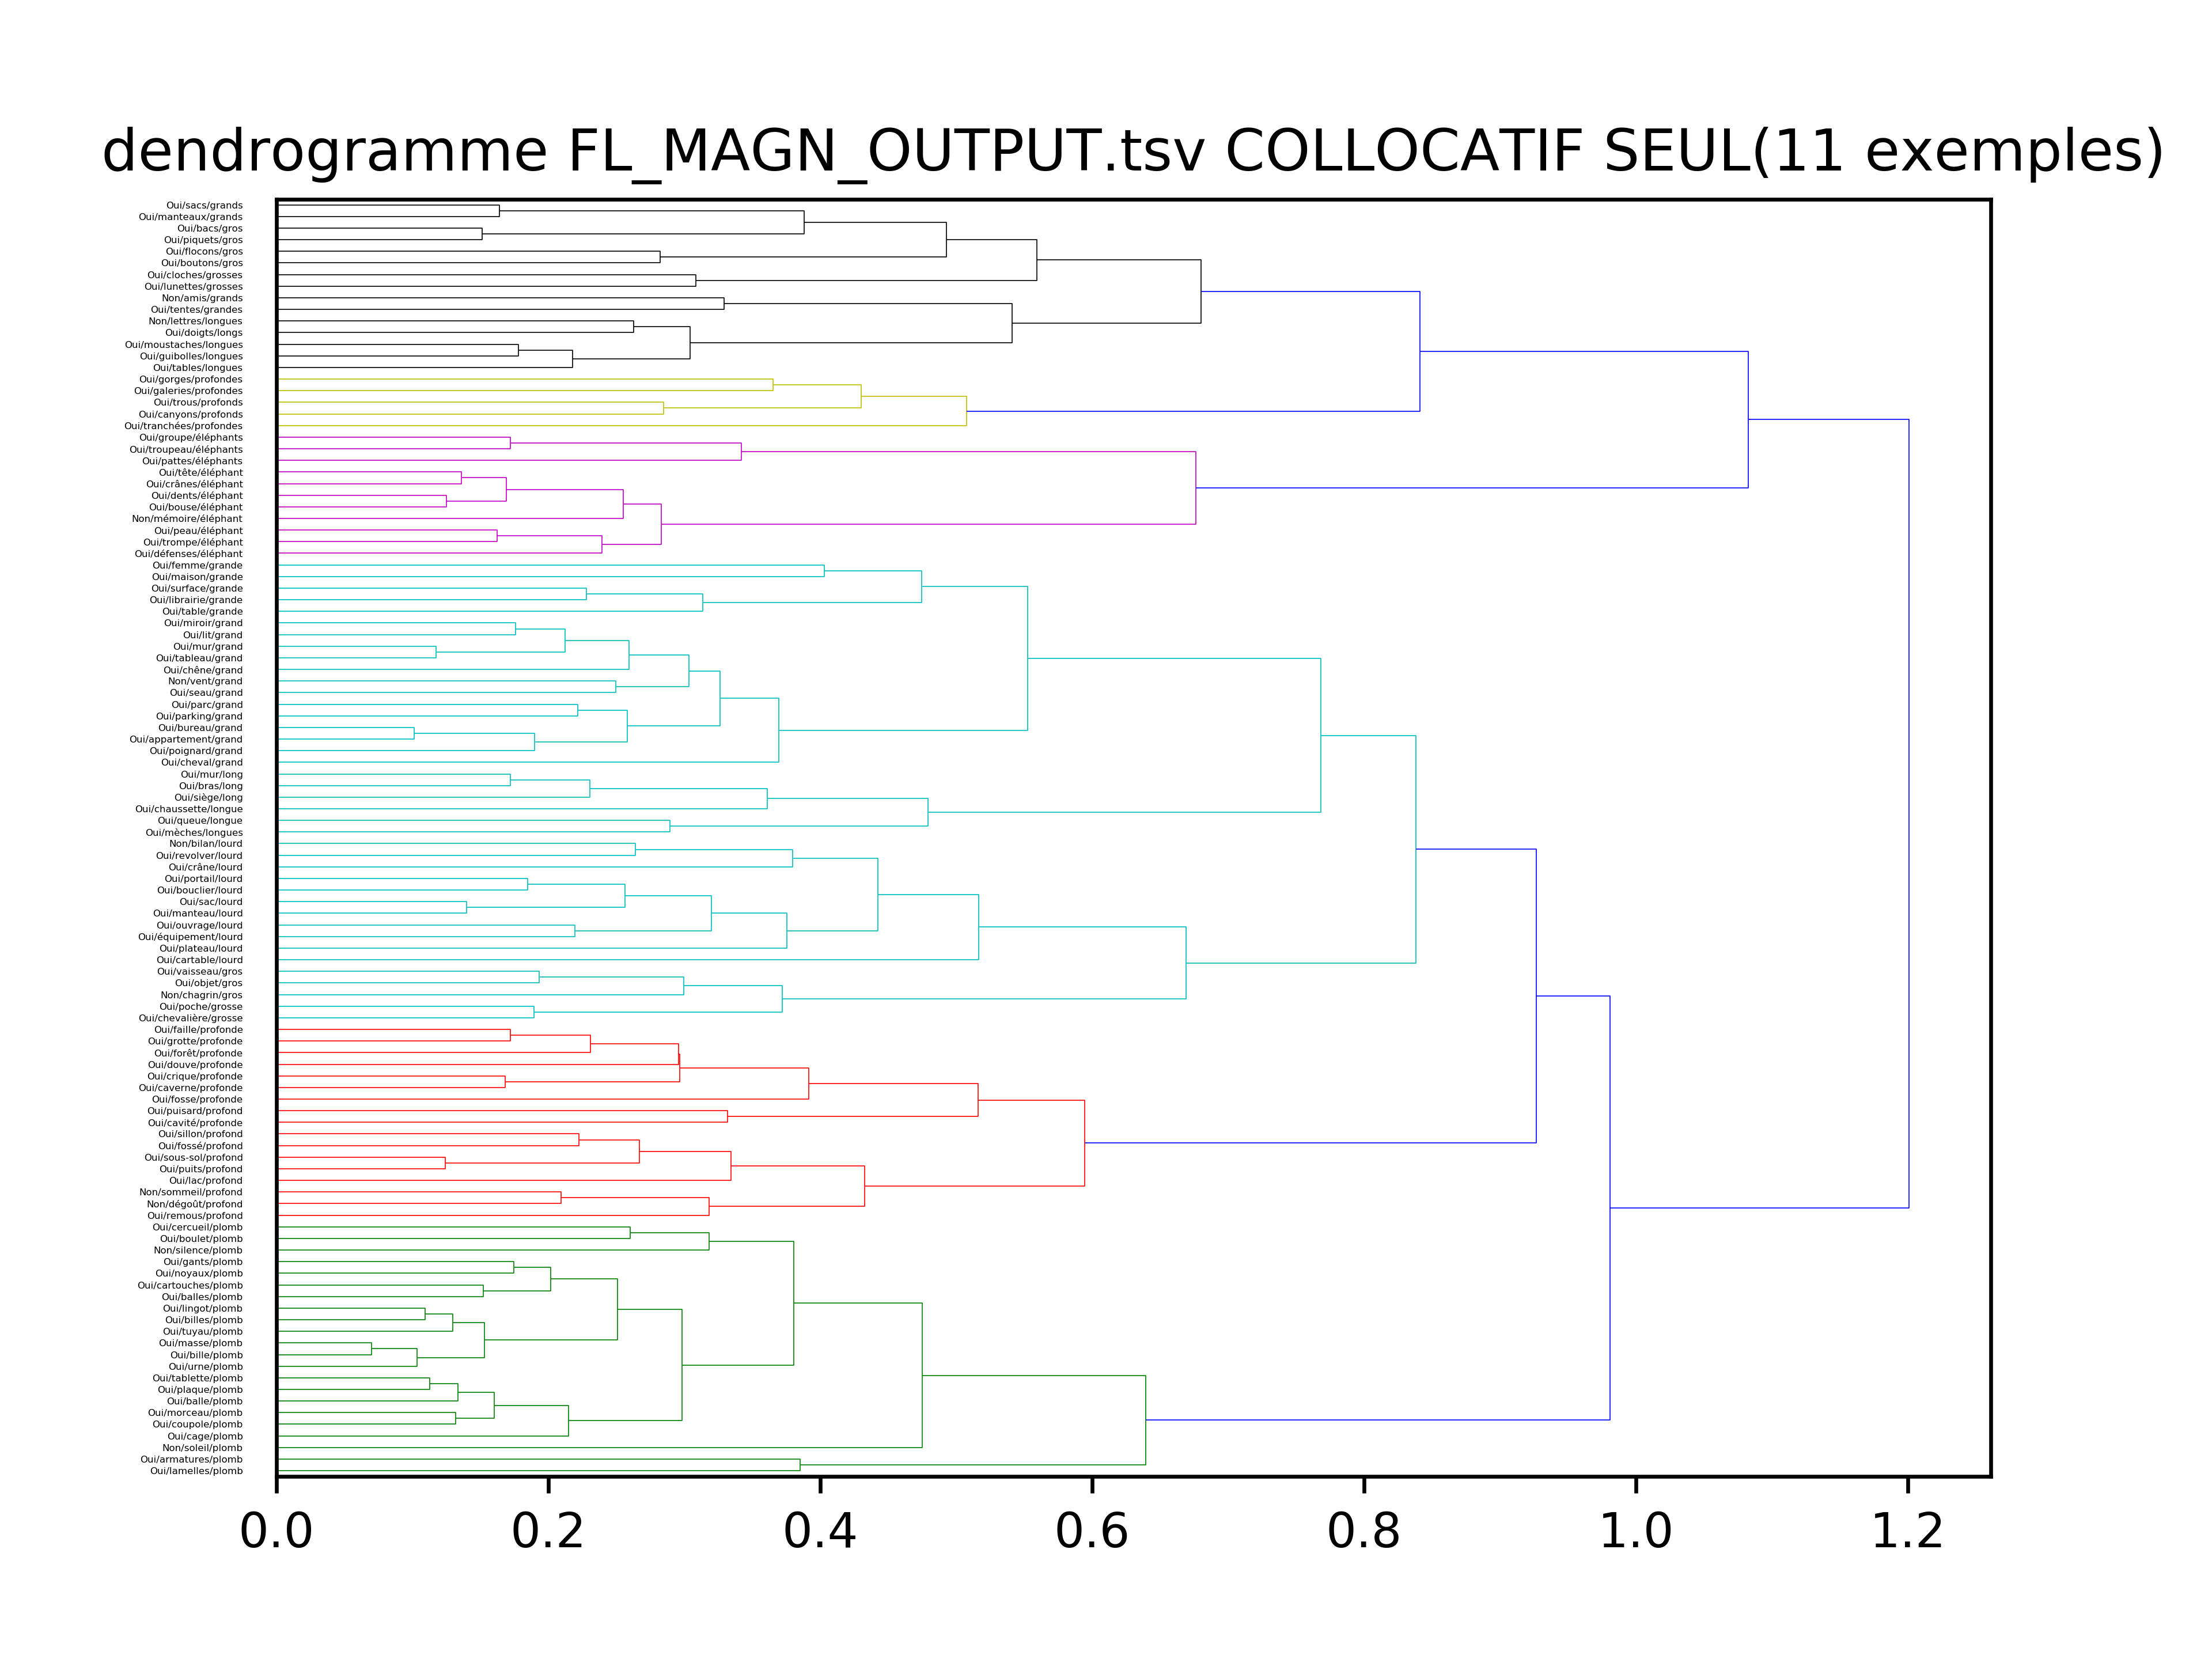 dendrogramme FL_MAGN_OUTPUT.tsv COLLOCATIF SEUL(11 exemples)
Oui/sacs/grands
Oui/manteaux/grands
Oui/bacs/gros
Oui/piquets/gros
Oui/flocons/gros
Oui/boutons/gros
Oui/cloches/grosses
Oui/lunettes/grosses
Non/amis/grands
Oui/tentes/grandes
Non/lettres/longues
Oui/doigts/longs
Oui/moustaches/longues
Oui/guibolles/longues
Oui/tables/longues
Oui/gorges/profondes
Oui/galeries/profondes
Oui/trous/profonds
Oui/canyons/profonds
Oui/tranchées/profondes
Oui/groupe/éléphants
Oui/troupeau/éléphants
Oui/pattes/éléphants
Oui/tête/éléphant
Oui/crânes/éléphant
Oui/dents/éléphant
Oui/bouse/éléphant
Non/mémoire/éléphant
Oui/peau/éléphant
Oui/trompe/éléphant
Oui/défenses/éléphant
Oui/femme/grande
Oui/maison/grande
Oui/surface/grande
Oui/librairie/grande
Oui/table/grande
Oui/miroir/grand
Oui/lit/grand
Oui/mur/grand
Oui/tableau/grand
Oui/chêne/grand
Non/vent/grand
Oui/seau/grand
Oui/parc/grand
Oui/parking/grand
Oui/bureau/grand
Oui/appartement/grand
Oui/poignard/grand
Oui/cheval/grand
Oui/mur/long
Oui/bras/long
Oui/siège/long
Oui/chaussette/longue
Oui/queue/longue
Oui/mèches/longues
Non/bilan/lourd
Oui/revolver/lourd
Oui/crâne/lourd
Oui/portail/lourd
Oui/bouclier/lourd
Oui/sac/lourd
Oui/manteau/lourd
Oui/ouvrage/lourd
Oui/équipement/lourd
Oui/plateau/lourd
Oui/cartable/lourd
Oui/vaisseau/gros
Oui/objet/gros
Non/chagrin/gros
Oui/poche/grosse
Oui/chevalière/grosse
Oui/faille/profonde
Oui/grotte/profonde
Oui/forêt/profonde
Oui/douve/profonde
Oui/crique/profonde
Oui/caverne/profonde
Oui/fosse/profonde
Oui/puisard/profond
Oui/cavité/profonde
Oui/sillon/profond
Oui/fossé/profond
Oui/sous-sol/profond
Oui/puits/profond
Oui/lac/profond
Non/sommeil/profond
Non/dégoût/profond
Oui/remous/profond
Oui/cercueil/plomb
Oui/boulet/plomb
Non/silence/plomb
Oui/gants/plomb
Oui/noyaux/plomb
Oui/cartouches/plomb
Oui/balles/plomb
Oui/lingot/plomb
Oui/billes/plomb
Oui/tuyau/plomb
Oui/masse/plomb
Oui/bille/plomb
Oui/urne/plomb
Oui/tablette/plomb
Oui/plaque/plomb
Oui/balle/plomb
Oui/morceau/plomb
Oui/coupole/plomb
Oui/cage/plomb
Non/soleil/plomb
Oui/armatures/plomb
Oui/lamelles/plomb
0.0 0.2 0.4 0.6 0.8 1.0 1.2